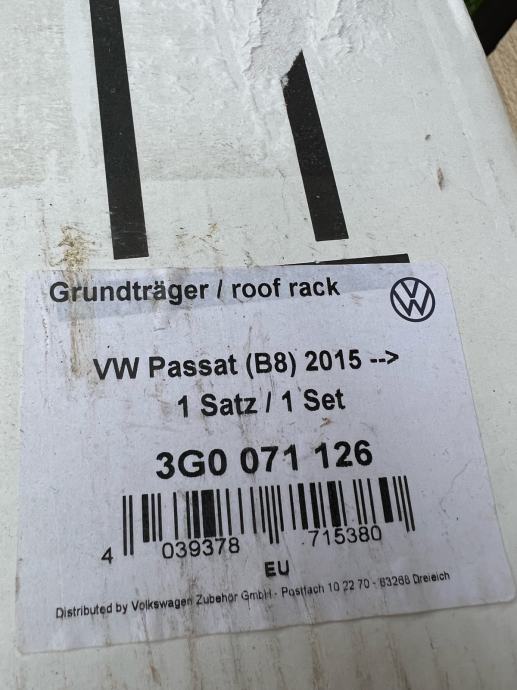 Grundträger / roof rack
VW Passat (B8) 2015 -->
1 Satz / 1 Set
3G0 071 126
4 039378 715380
EU
Distributed by Volkswagen Zubehör GmbH - Postfach 10 22 70 - 63268 Dreieich